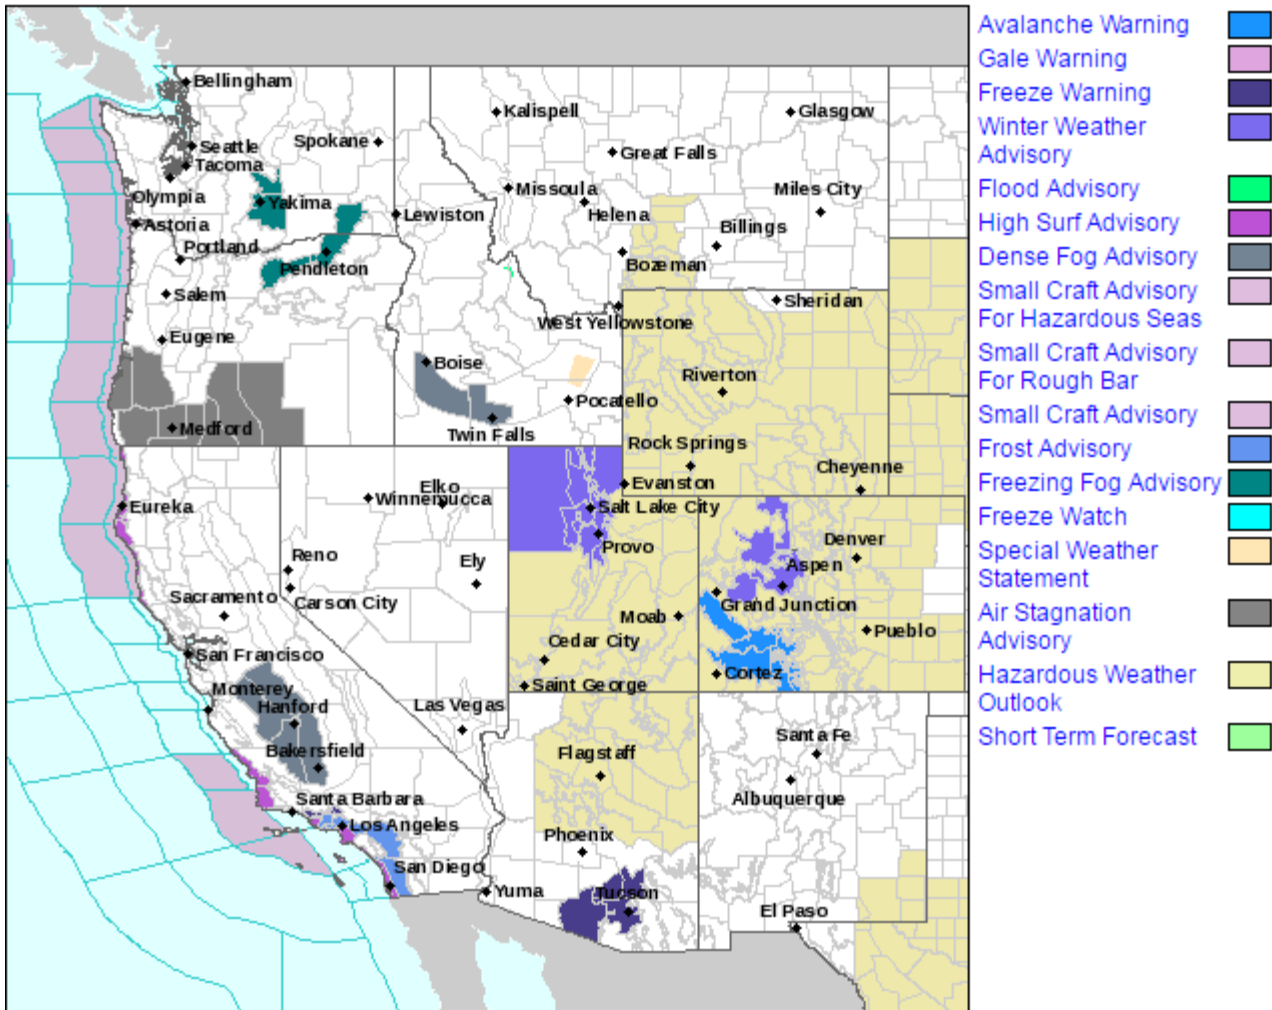 Bellingham
Kalispell
Glasgow
Seattle
Spokane
Great Falls
Tacoma
Missoula
Miles City
Olympia
Yakima
Helena
Lewiston
Astoria
Billings
Portland
Pendleton
Bozeman
Salem
Sheridan
West Yellowstone
Eugene
Boise
Riverton
Pocatello
Medford
Twin Falls
Rock Springs
Cheyenne
Evanston
Elko
Winnemucca
Eureka
Salt Lake City
Provo
Denver
Reno
Ely
Aspen
Sacramento
Carson City
Grand Junction
Moab
Pueblo
San Francisco
Cedar City
Cortez
Monterey
Saint George
Hanford
Las Vegas
Bakersfield
Flagstaff
Santa Fe
Santa Barbara
Albuquerque
Los Angeles
Phoenix
San Diego
Yuma
Tucson
El Paso
Avalanche Warning
Gale Warning
Freeze Warning
Winter Weather
Advisory
Flood Advisory
High Surf Advisory
Dense Fog Advisory
Small Craft Advisory
For Hazardous Seas
Small Craft Advisory
For Rough Bar
Small Craft Advisory
Frost Advisory
Freezing Fog Advisory
Freeze Watch
Special Weather
Statement
Air Stagnation
Advisory
Hazardous Weather
Outlook
Short Term Forecast